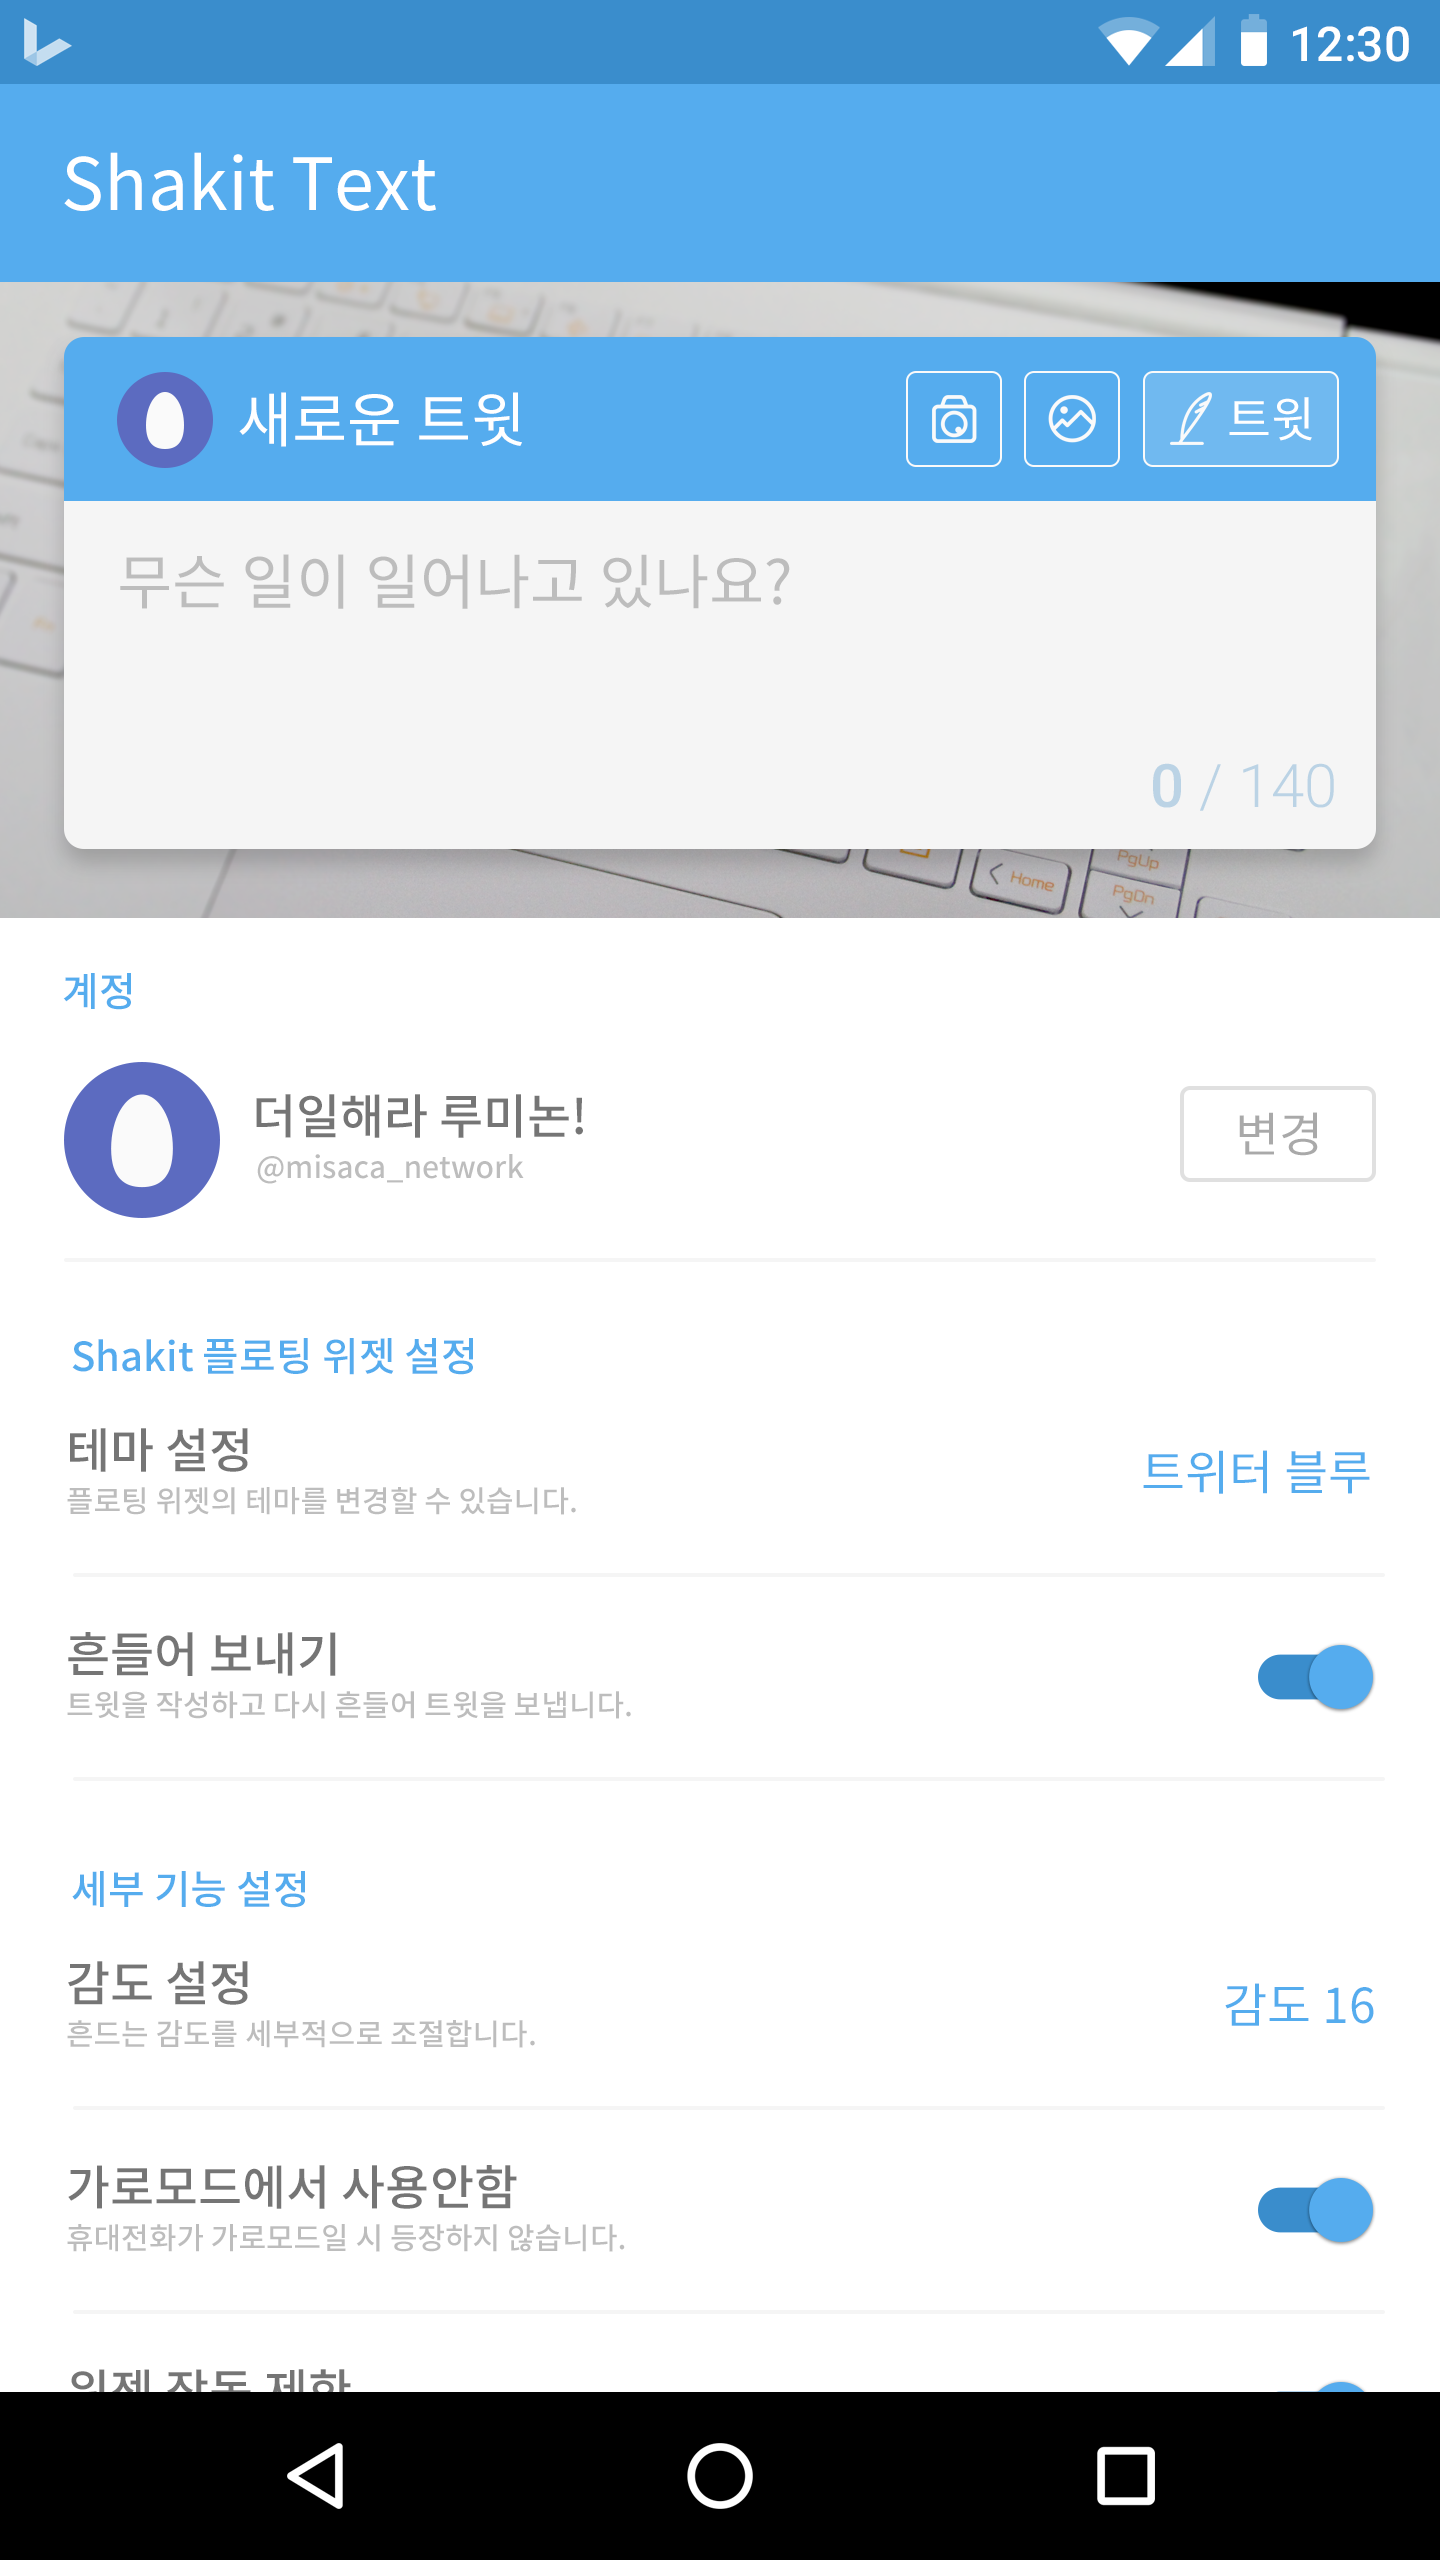 12:30
Shakit Text
새로운 트윗
트윗
무슨 일이 일어나고 있나요?
0 / 140
PgUp
Home
PgDn
계정
더일해라 루미논!
@misaca_network
변경
Shakit 플로팅 위젯 설정
테마 설정
플로팅 위젯의 테마를 변경할 수 있습니다.
트위터 블루
흔들어 보내기
트윗을 작성하고 다시 흔들어 트윗을 보냅니다.
세부 기능 설정
감도 설정
흔드는 감도를 세부적으로 조절합니다.
감도 16
가로모드에서 사용안함
휴대전화가 가로모드일 시 등장하지 않습니다.
위젯 작동 제한